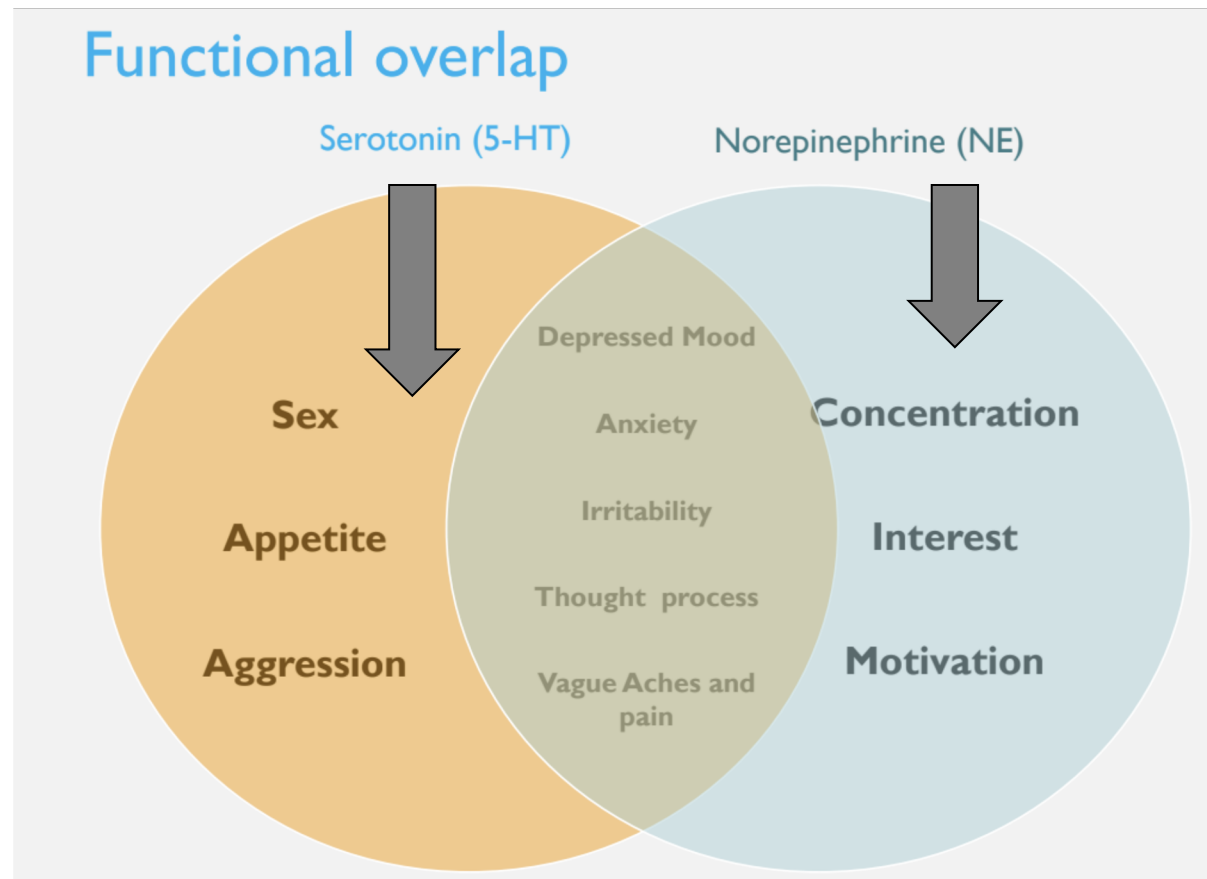 Functional overlap
Serotonin (5-HT)
Norepinephrine (NE)
Sex
Appetite
Aggression
Depressed Mood
Anxiety
Irritability
Thought process
Vague Aches and
pain
Concentration
Interest
Motivation